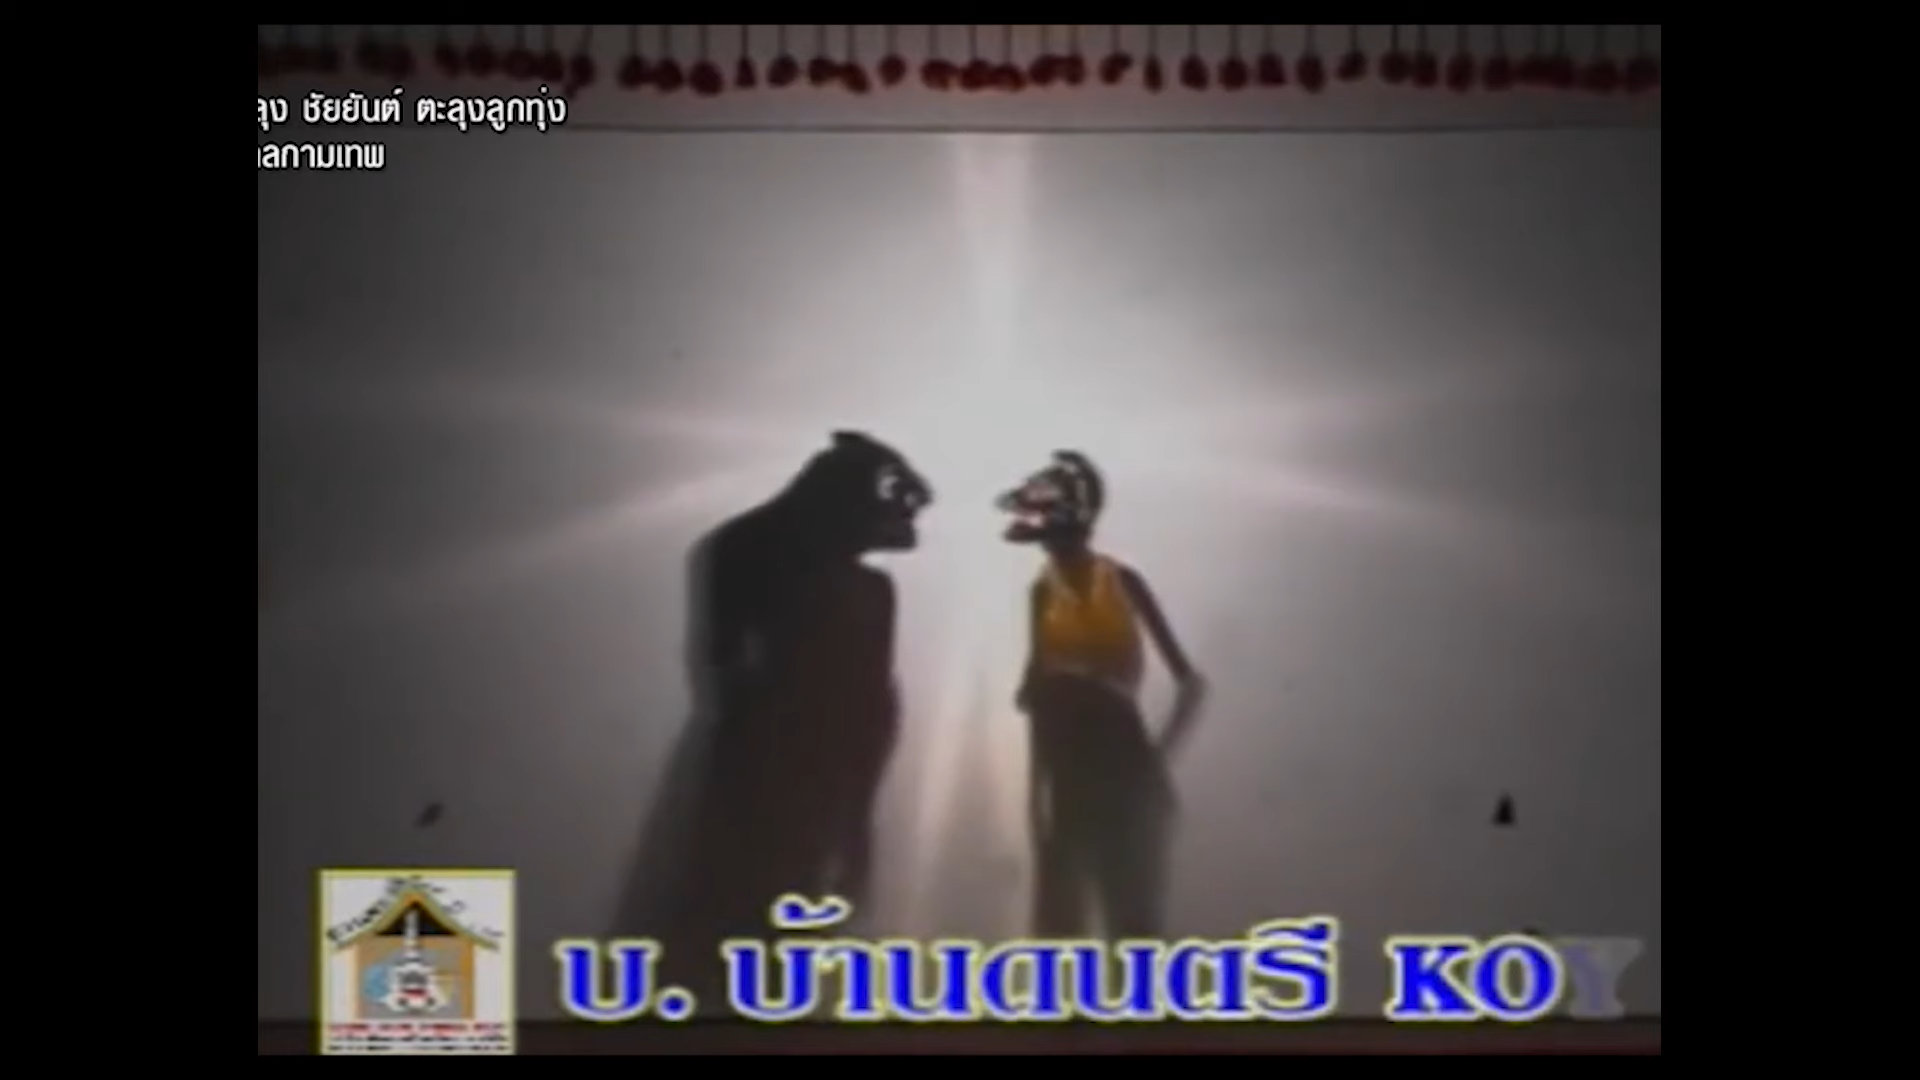 ลุง ชัยยันต์ ตะลุงลูกทุ่ง
ลกามเทพ
บ. บ้านดนตรี KOY